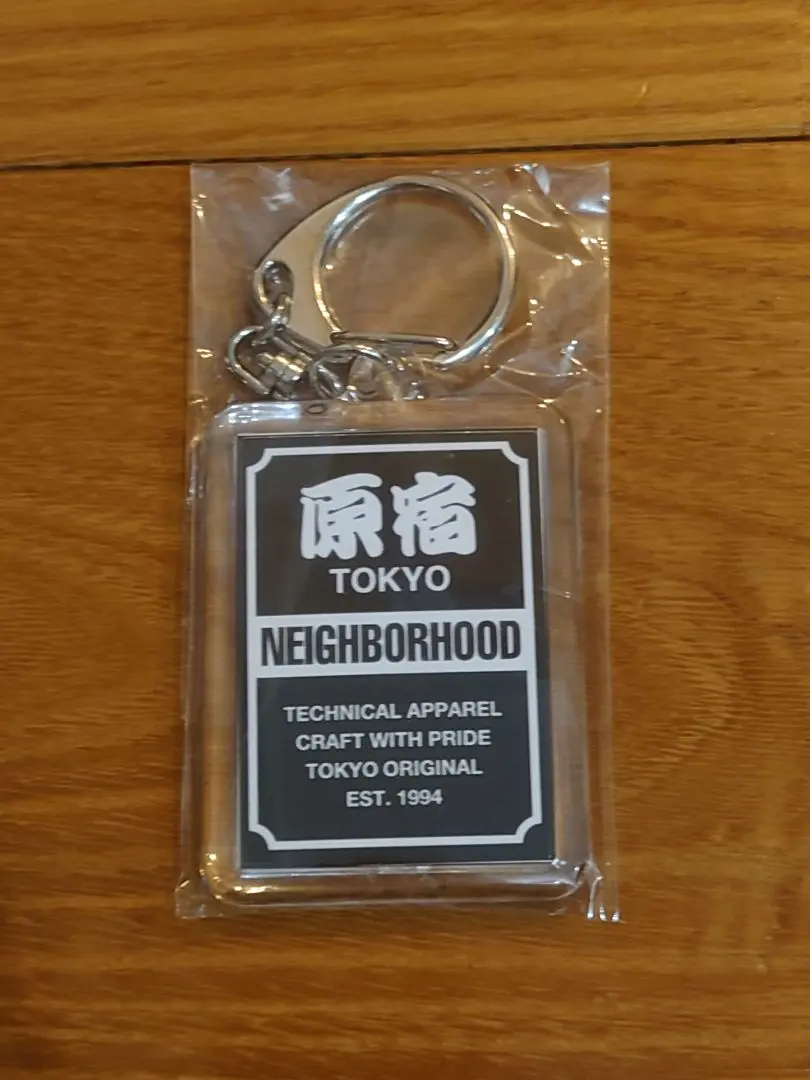 原宿
TOKYO
NEIGHBORHOOD
TECHNICAL APPAREL
CRAFT WITH PRIDE
TOKYO ORIGINAL
EST. 1994